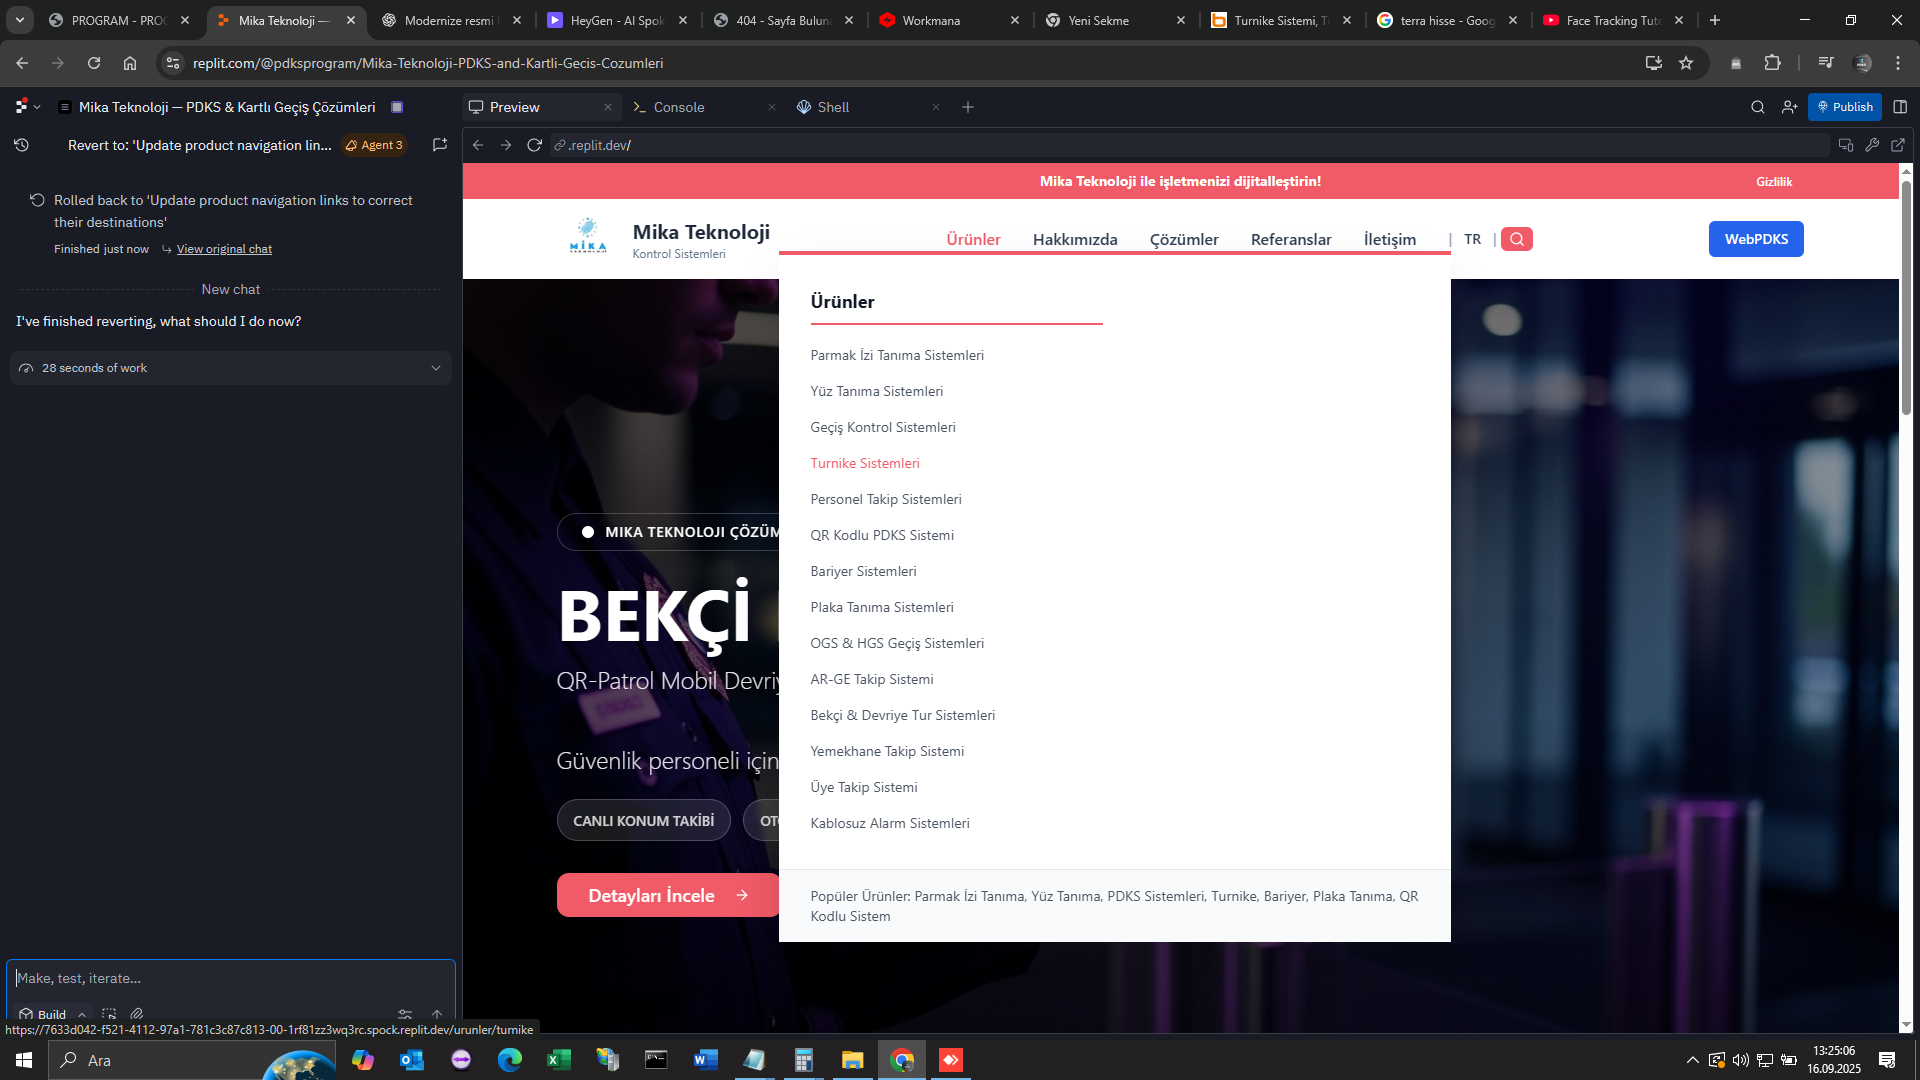 PROGRAM - PROG
Mika Teknoloji —
Modernize resmi
HeyGen - AI Spok
404 - Sayfa Bulun
Workmana
Yeni Sekme
Turnike Sistemi, T
terra hisse - Goog
Face Tracking Tut
replit.com/@pdksprogram/Mika-Teknoloji-PDKS-and-Kartli-Gecis-Cozumleri
Mika Teknoloji — PDKS & Kartlı Geçiş Çözümleri
Preview
Console
Shell
Publish
Revert to: 'Update product navigation lin...
Agent 3
.replit.dev/
Rolled back to 'Update product navigation links to correct
their destinations'
Finished just now
View original chat
New chat
I've finished reverting, what should I do now?
28 seconds of work
Mika Teknoloji ile işletmenizi dijitalleştirin!
Gizlilik
MİKA
Mika Teknoloji
Kontrol Sistemleri
Ürünler
Hakkımızda
Çözümler
Referanslar
İletişim
| TR |
WebPDKS
Ürünler
Parmak İzi Tanıma Sistemleri
Yüz Tanıma Sistemleri
Geçiş Kontrol Sistemleri
Turnike Sistemleri
Personel Takip Sistemleri
QR Kodlu PDKS Sistemi
Bariyer Sistemleri
Plaka Tanıma Sistemleri
OGS & HGS Geçiş Sistemleri
AR-GE Takip Sistemi
Bekçi & Devriye Tur Sistemleri
Yemekhane Takip Sistemi
Üye Takip Sistemi
Kablosuz Alarm Sistemleri
Popüler Ürünler: Parmak İzi Tanıma, Yüz Tanıma, PDKS Sistemleri, Turnike, Bariyer, Plaka Tanıma, QR
Kodlu Sistem
MIKA TEKNOLOJI ÇÖZÜM
BEKÇİ
QR-Patrol Mobil Devriy
Güvenlik personeli için
CANLI KONUM TAKİBİ
OTO
Detayları İncele
Make, test, iterate...
Build
https://7633d042-f521-4112-97a1-781c3c87c813-00-1rf81zz3wq3rc.spock.replit.dev/urunler/turnike
Ara
13:25:06
16.09.2025